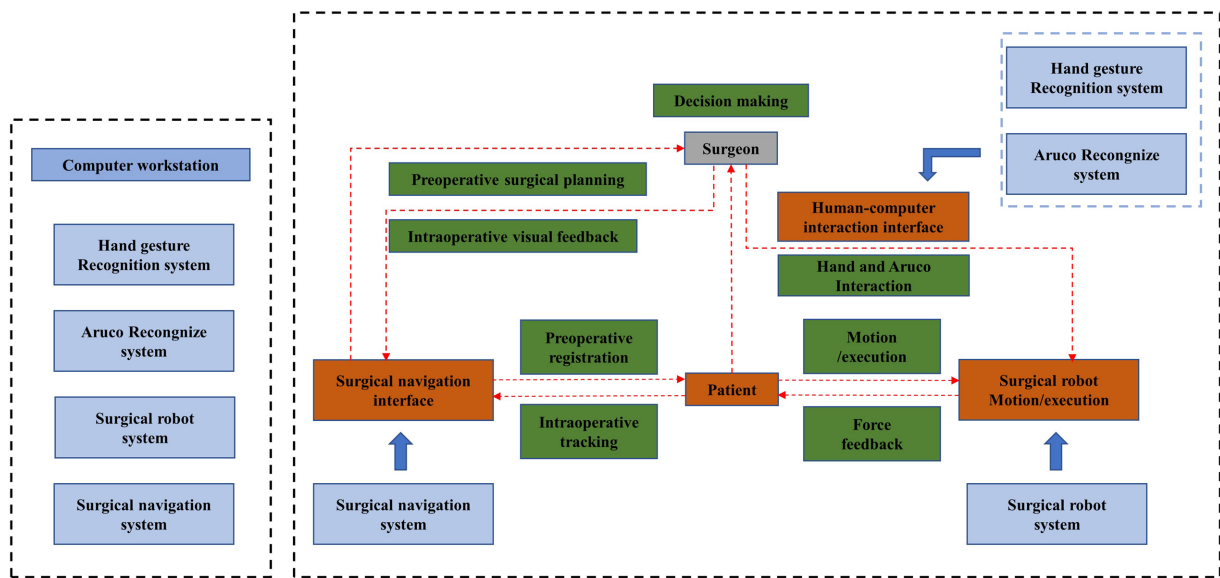 Computer workstation
Hand gesture
Recognition system
Aruco Recongnize
system
Surgical robot
system
Surgical navigation
system
Decision making
Surgeon
Preoperative surgical planning
Intraoperative visual feedback
Hand gesture
Recognition system
Aruco Recongnize
system
Human-computer
interaction interface
Hand and Aruco
Interaction
Preoperative
registration
Motion
/execution
Surgical navigation
interface
Patient
Surgical robot
Motion/execution
Intraoperative
tracking
Force
feedback
Surgical navigation
system
Surgical robot
system